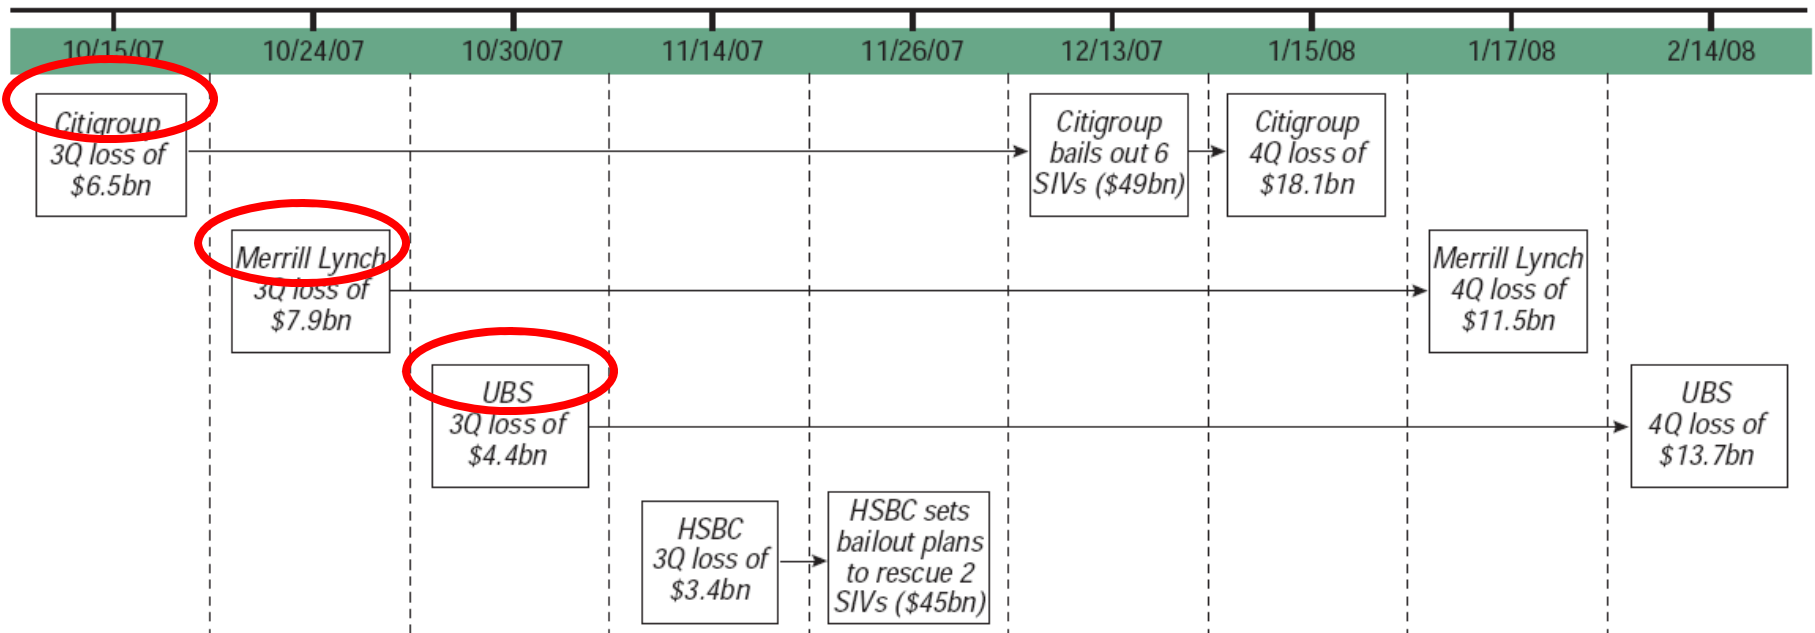 10/15/07 10/24/07 10/30/07 11/14/07 11/26/07 12/13/07 1/15/08 1/17/08 2/14/08
Citigroup
3Q loss of
$6.5bn
Citigroup
bails out 6
SIVs ($49bn)
Citigroup
4Q loss of
$18.1bn
Merrill Lynch
3Q loss of
$7.9bn
Merrill Lynch
4Q loss of
$11.5bn
UBS
3Q loss of
$4.4bn
UBS
4Q loss of
$13.7bn
HSBC
3Q loss of
$3.4bn
HSBC sets
bailout plans
to rescue 2
SIVs ($45bn)